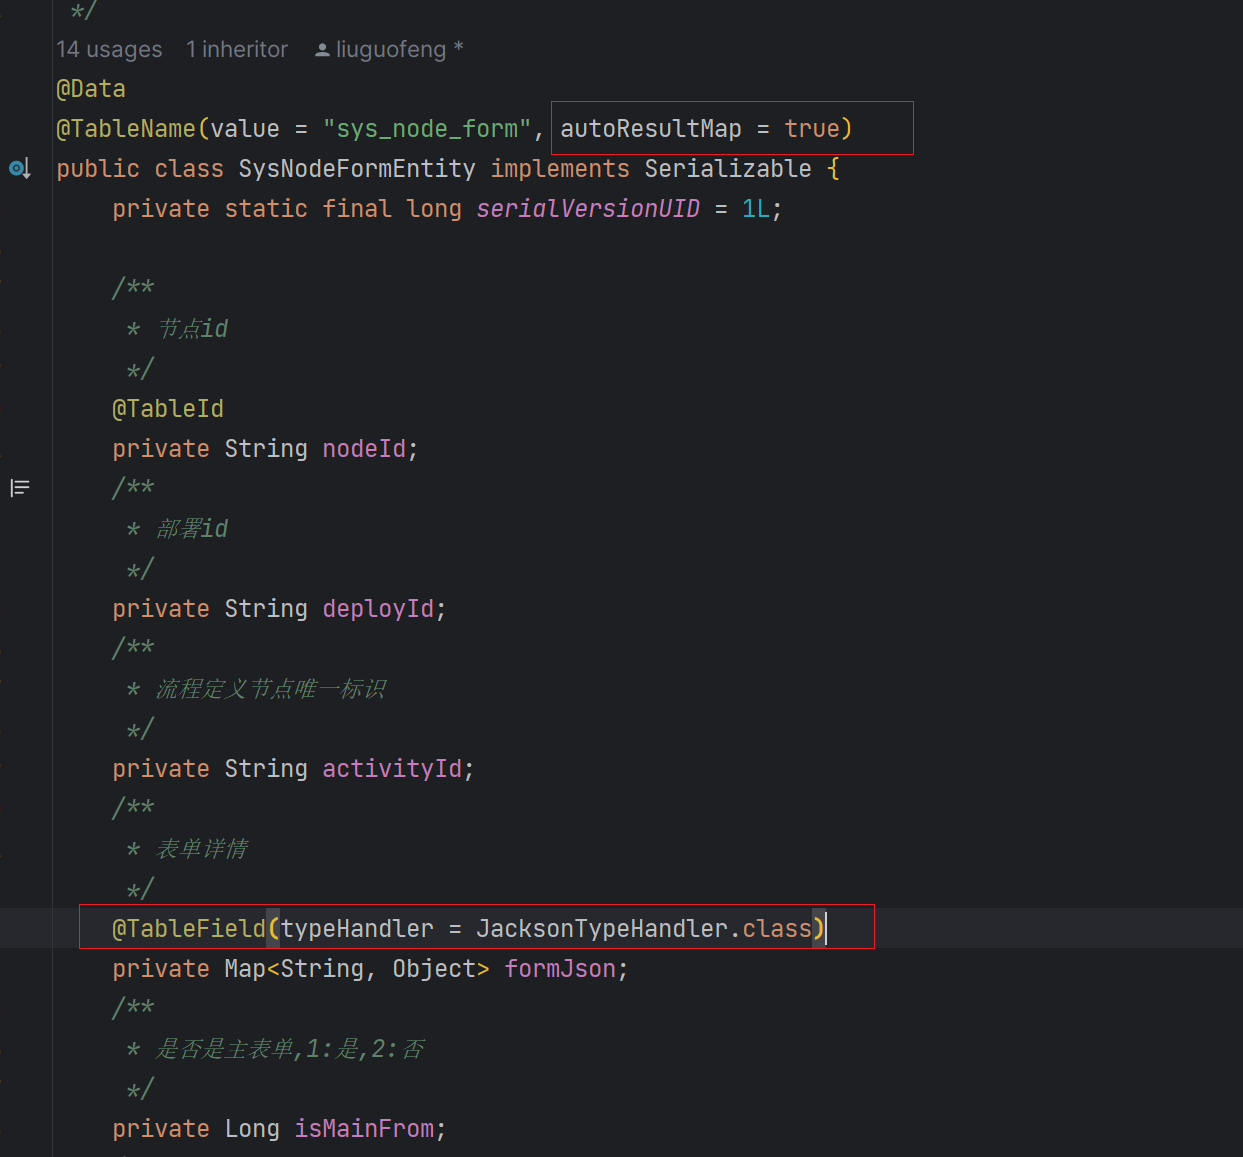 */
14 usages 1 inheritor liuguofeng *
@Data
@TableName(value = "sys_node_form", autoResultMap = true)
public class SysNodeFormEntity implements Serializable {
private static final long serialVersionUID = 1L;
/**
* 节点id
*/
@TableId
private String nodeId;
/**
* 部署id
*/
private String deployId;
/**
* 流程定义节点唯一标识
*/
private String activityId;
/**
* 表单详情
*/
@TableField(typeHandler = JacksonTypeHandler.class)
private Map<String, Object> formJson;
/**
* 是否是主表单,1:是,2:否
*/
private Long isMainFrom;